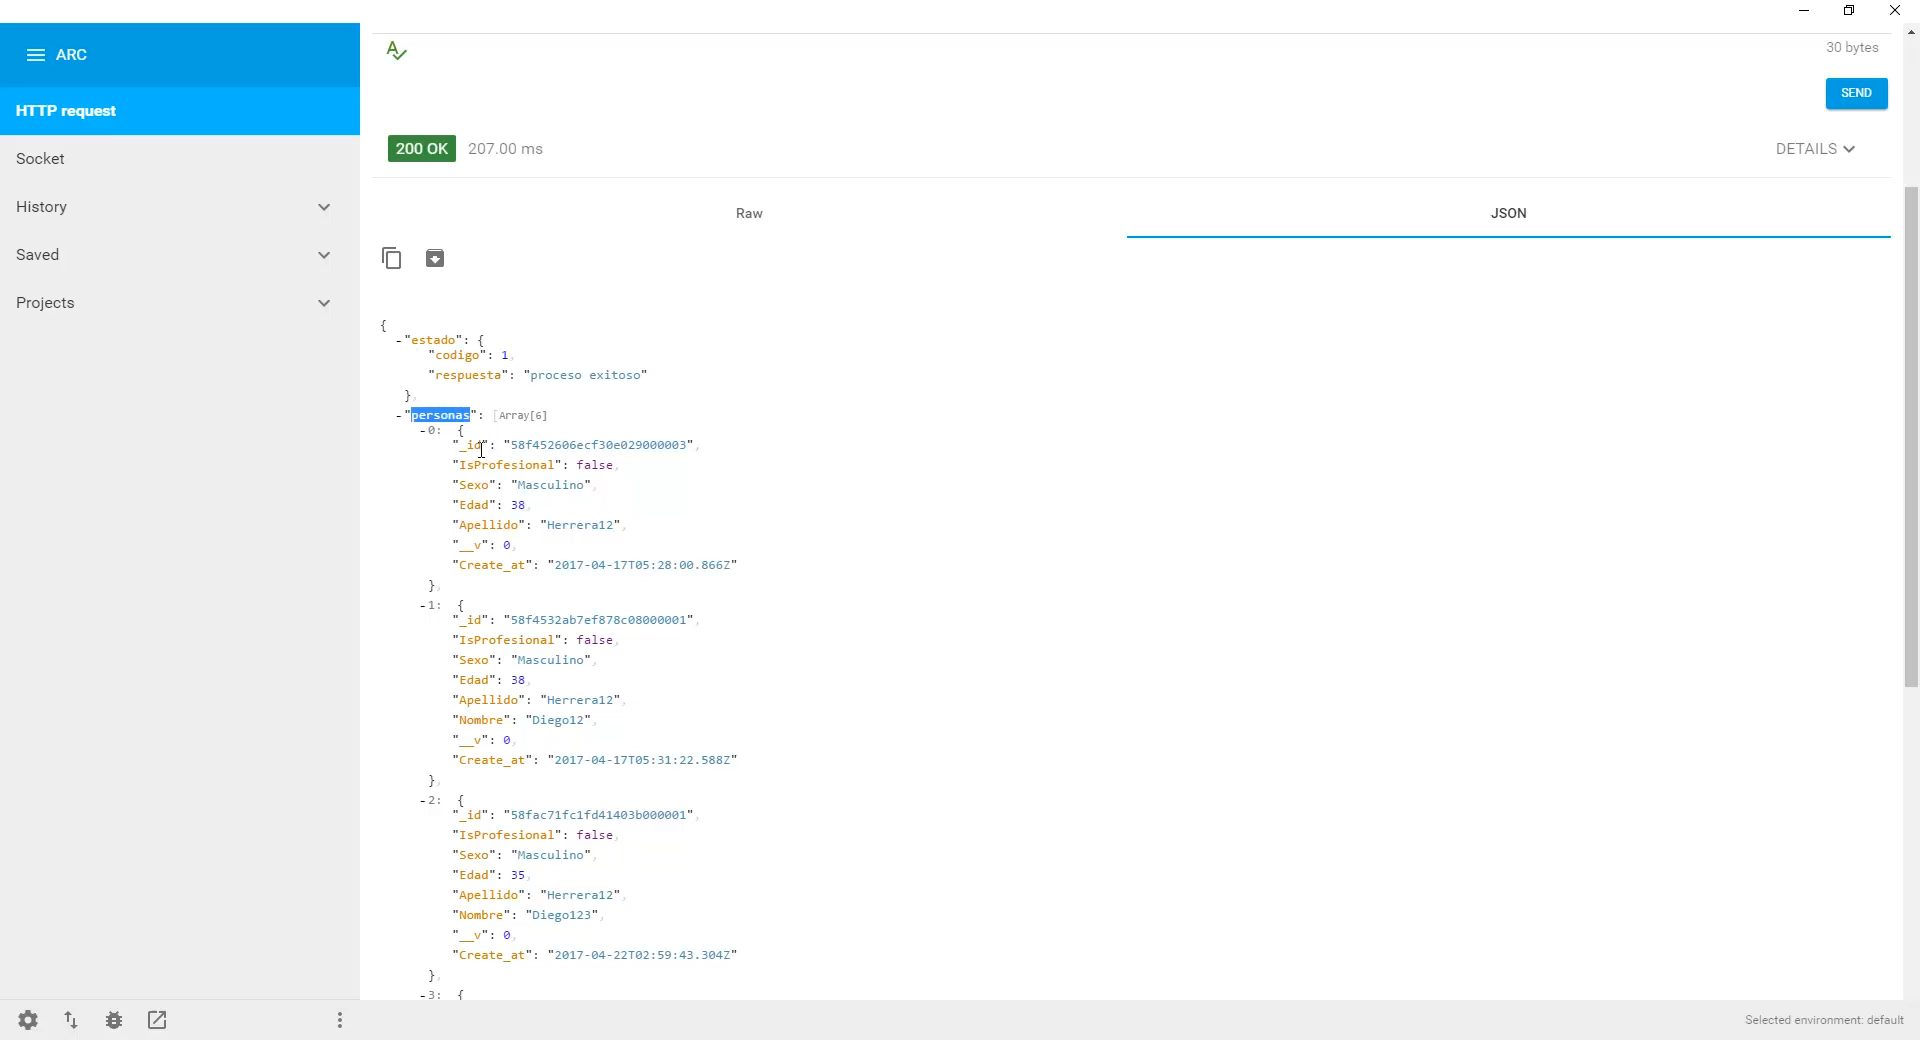 ARC
30 bytes
HTTP request
SEND
Socket
200 OK 207.00 ms DETAILS
History
Raw JSON
Saved
Projects
{
-"estado": {
"codigo": 1,
"respuesta": "proceso exitoso"
},
-"personas": [Array[6]
-0: {
"_id": "58f452606ecf30e029000003",
"IsProfesional": false,
"Sexo": "Masculino",
"Edad": 38,
"Apellido": "Herrera12",
"__v": 0,
"Create_at": "2017-04-17T05:28:00.866Z"
},
-1: {
"_id": "58f4532ab7ef878c08000001",
"IsProfesional": false,
"Sexo": "Masculino",
"Edad": 38,
"Apellido": "Herrera12",
"Nombre": "Diego12",
"__v": 0,
"Create_at": "2017-04-17T05:31:22.588Z"
},
-2: {
"_id": "58fac71fc1fd41403b000001",
"IsProfesional": false,
"Sexo": "Masculino",
"Edad": 35,
"Apellido": "Herrera12",
"Nombre": "Diego123",
"__v": 0,
"Create_at": "2017-04-22T02:59:43.304Z"
},
-3: {
Selected environment: default